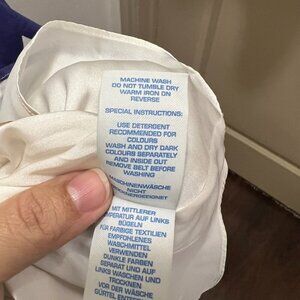 MACHINE WASH
DO NOT TUMBLE DRY
WARM IRON ON
REVERSE
SPECIAL INSTRUCTIONS:
USE DETERGENT
RECOMMENDED FOR
COLOURS
WASH AND DRY DARK
COLOURS SEPARATELY
AND INSIDE OUT
REMOVE BELT BEFORE
WASHING
MASCHINENWÄSCHE
NICHT
MIT MITTLERER
TEMPERATUR AUF LINKS
BÜGELN
FÜR FARBIGE TEXTILIEN
EMPFOHLENES
WASCHMITTEL
VERWENDEN
DUNKLE FARBEN
SEPARAT UND AUF
LINKS WASCHEN UND
TROCKNEN
VOR DER WÄSCHE
GÜRTEL ENTFERNEN